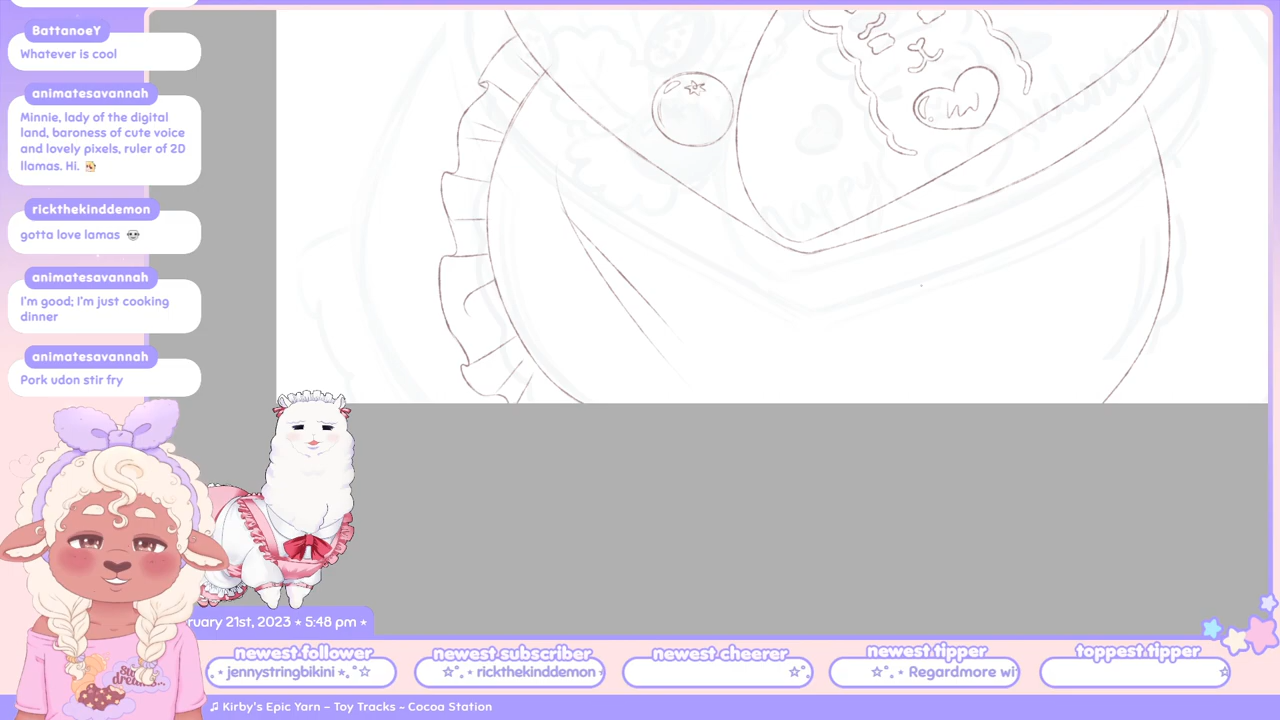 BattanoeY
Whatever is cool
animatesavannah
Minnie, lady of the digital
land, baroness of cute voice
and lovely pixels, ruler of 2D
llamas. Hi.
rickthekinddemon
gotta love lamas
animatesavannah
I'm good; I'm just cooking
dinner
animatesavannah
Pork udon stir fry
happy
ruary 21st, 2023 ⋆ 5:48 pm ⋆
newest follower
jennystringbikini
newest subscriber
rickthekinddemon
newest cheerer
newest tipper
Regardmore wi
toppest tipper
♫ Kirby's Epic Yarn - Toy Tracks - Cocoa Station